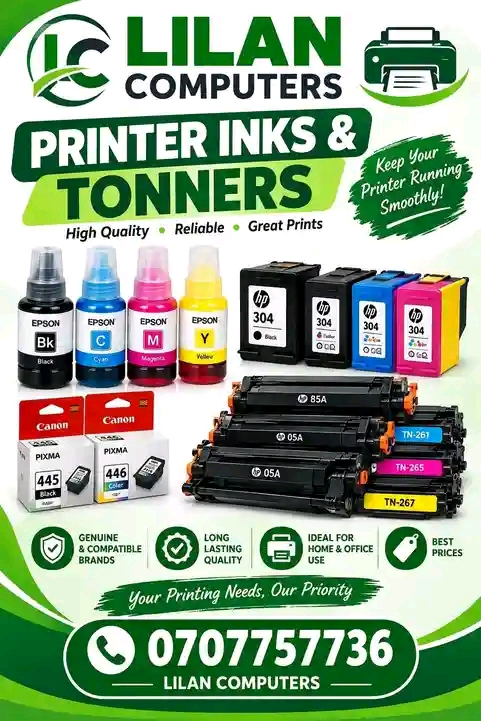 LC LILAN
COMPUTERS
PRINTER INKS &
TONNERS
High Quality • Reliable • Great Prints
Keep Your
Printer Running
Smoothly!
EPSON
Bk
Black
EPSON
C
Cyan
EPSON
M
Magenta
EPSON
Y
Yellow
hp
304
Black
hp
304
hp
304
hp
304
Canon
PIXMA
445
Black
Canon
PIXMA
446
Color
hp 85A
hp 05A
hp 05A
TN-261
TN-265
TN-267
GENUINE
& COMPATIBLE
BRANDS
LONG
LASTING
QUALITY
IDEAL FOR
HOME & OFFICE
USE
BEST
PRICES
Your Printing Needs, Our Priority
0707757736
LILAN COMPUTERS